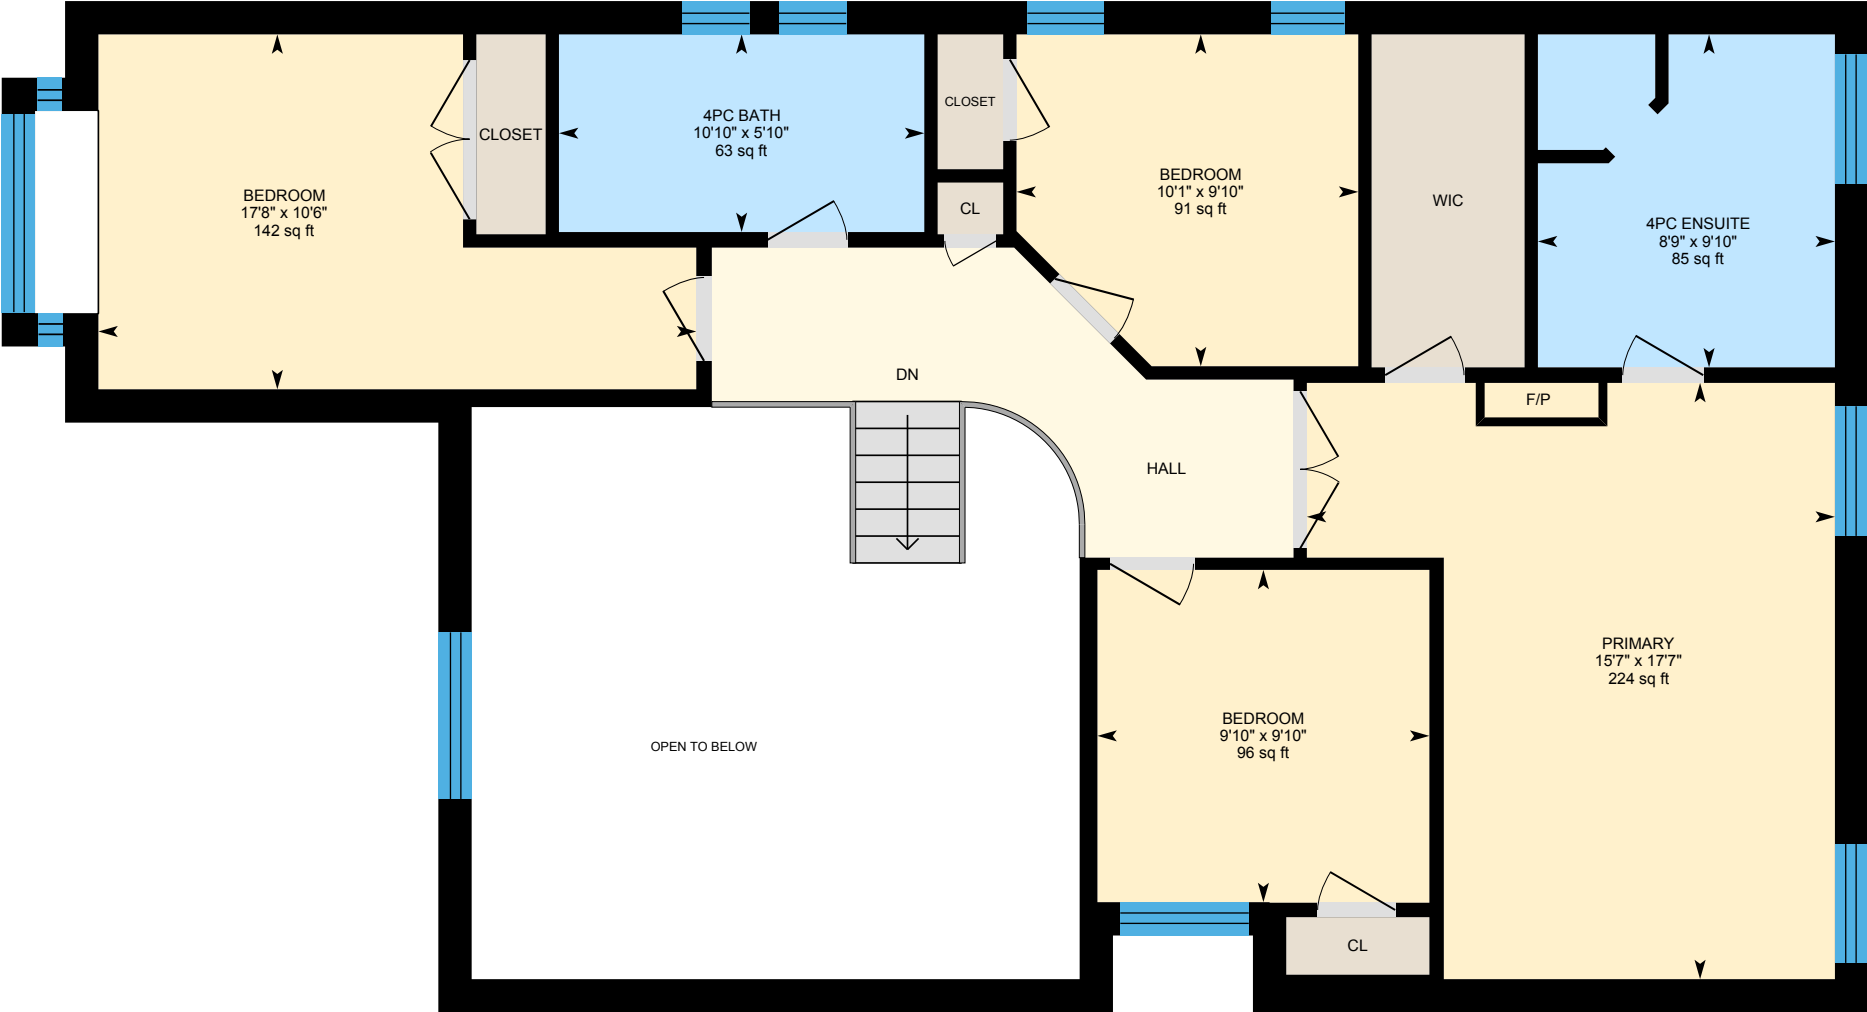 BEDROOM
17'8" x 10'6"
142 sq ft
CLOSET
4PC BATH
10'10" x 5'10"
63 sq ft
CLOSET
CL
BEDROOM
10'1" x 9'10"
91 sq ft
WIC
4PC ENSUITE
8'9" x 9'10"
85 sq ft
DN
HALL
F/P
PRIMARY
15'7" x 17'7"
224 sq ft
OPEN TO BELOW
BEDROOM
9'10" x 9'10"
96 sq ft
CL